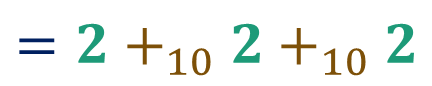 = 2 +₁₀ 2 +₁₀ 2